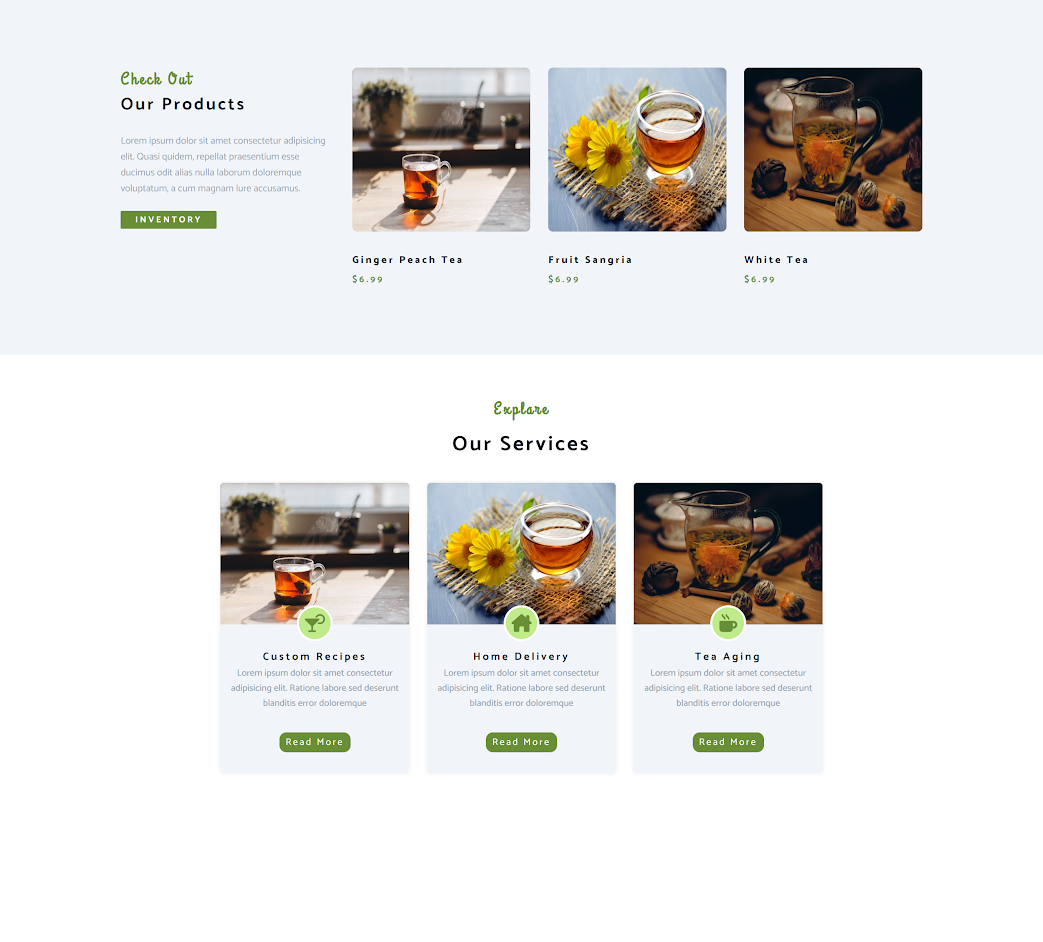 Check Out
Our Products
Lorem ipsum dolor sit amet consectetur adipisicing
elit. Quasi quidem, repellat praesentium esse
ducimus odit alias nulla laborum doloremque
voluptatum, a cum magnam iure accusamus.
INVENTORY
Ginger Peach Tea
$6.99
Fruit Sangria
$6.99
White Tea
$6.99
Explore
Our Services
Custom Recipes
Lorem ipsum dolor sit amet consectetur
adipisicing elit. Ratione labore sed deserunt
blanditis error doloremque
Read More
Home Delivery
Lorem ipsum dolor sit amet consectetur
adipisicing elit. Ratione labore sed deserunt
blanditis error doloremque
Read More
Tea Aging
Lorem ipsum dolor sit amet consectetur
adipisicing elit. Ratione labore sed deserunt
blanditis error doloremque
Read More